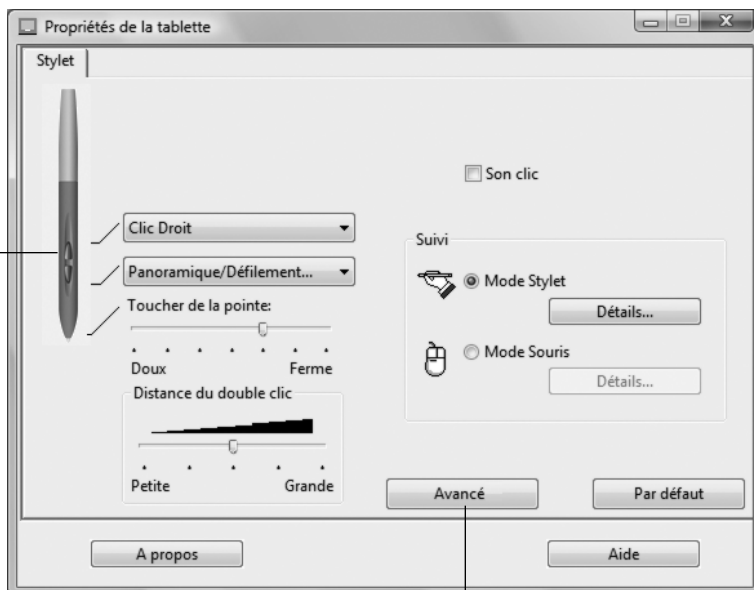 Propriétés de la tablette
Stylet
Son clic
Clic Droit
Panoramique/Défilement...
Toucher de la pointe:
Doux Ferme
Distance du double clic
Petite Grande
Suivi
Mode Stylet
Détails...
Mode Souris
Détails...
Avancé
Par défaut
A propos
Aide